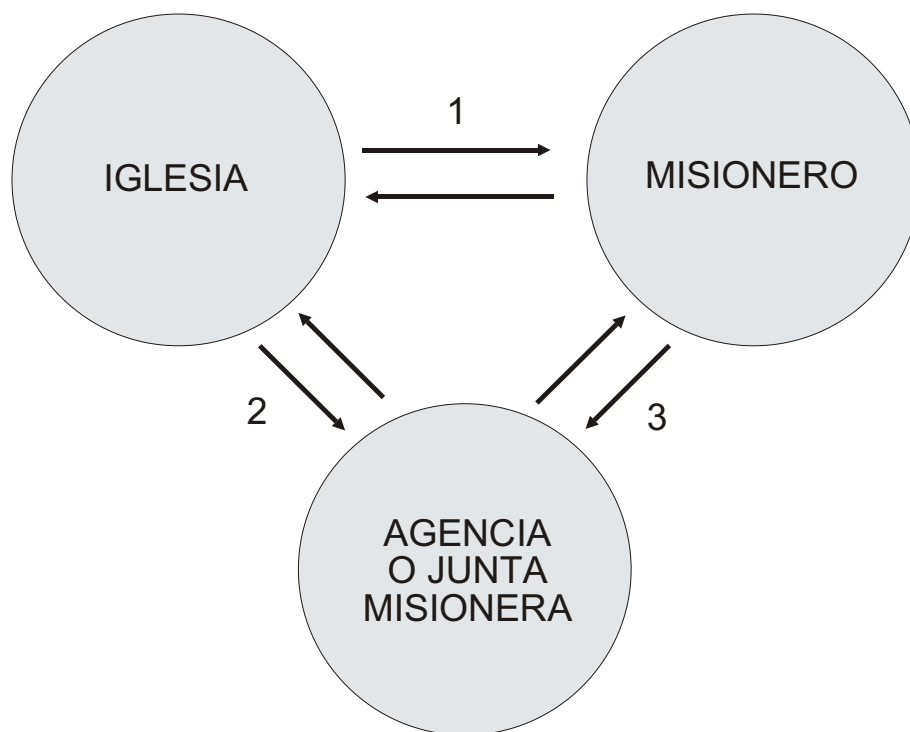 1
IGLESIA
MISIONERO
2
3
AGENCIA
O JUNTA
MISIONERA